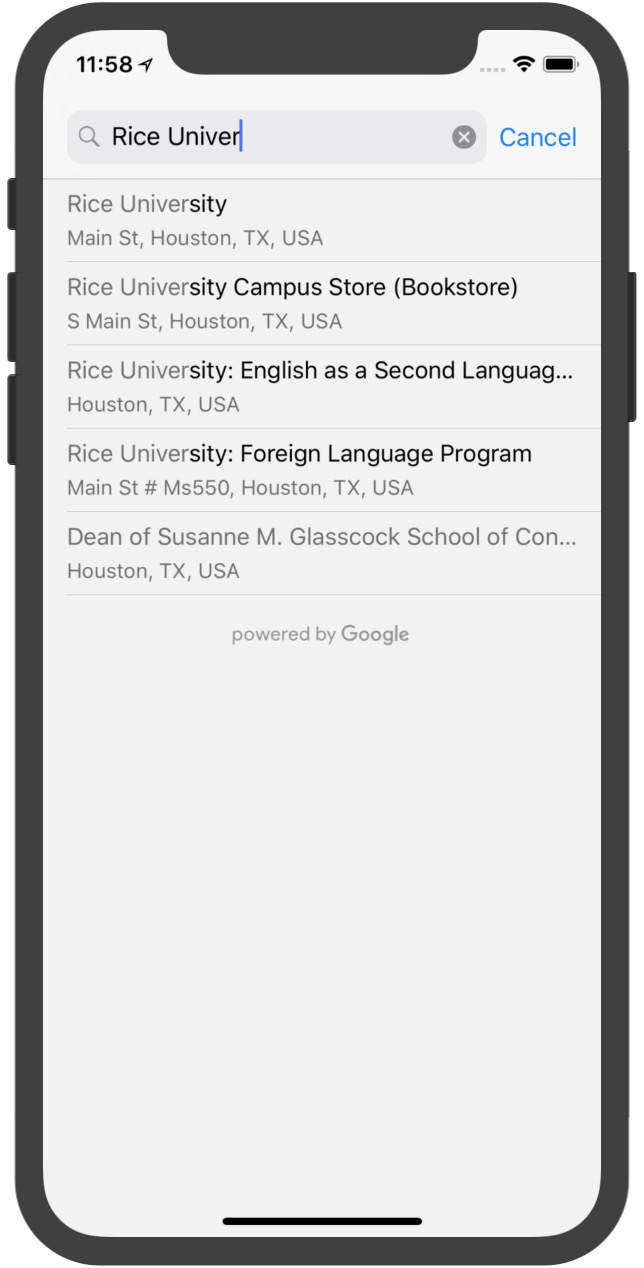 11:58
Rice Univer
Cancel
Rice University
Main St, Houston, TX, USA
Rice University Campus Store (Bookstore)
S Main St, Houston, TX, USA
Rice University: English as a Second Languag...
Houston, TX, USA
Rice University: Foreign Language Program
Main St # Ms550, Houston, TX, USA
Dean of Susanne M. Glasscock School of Con...
Houston, TX, USA
powered by Google